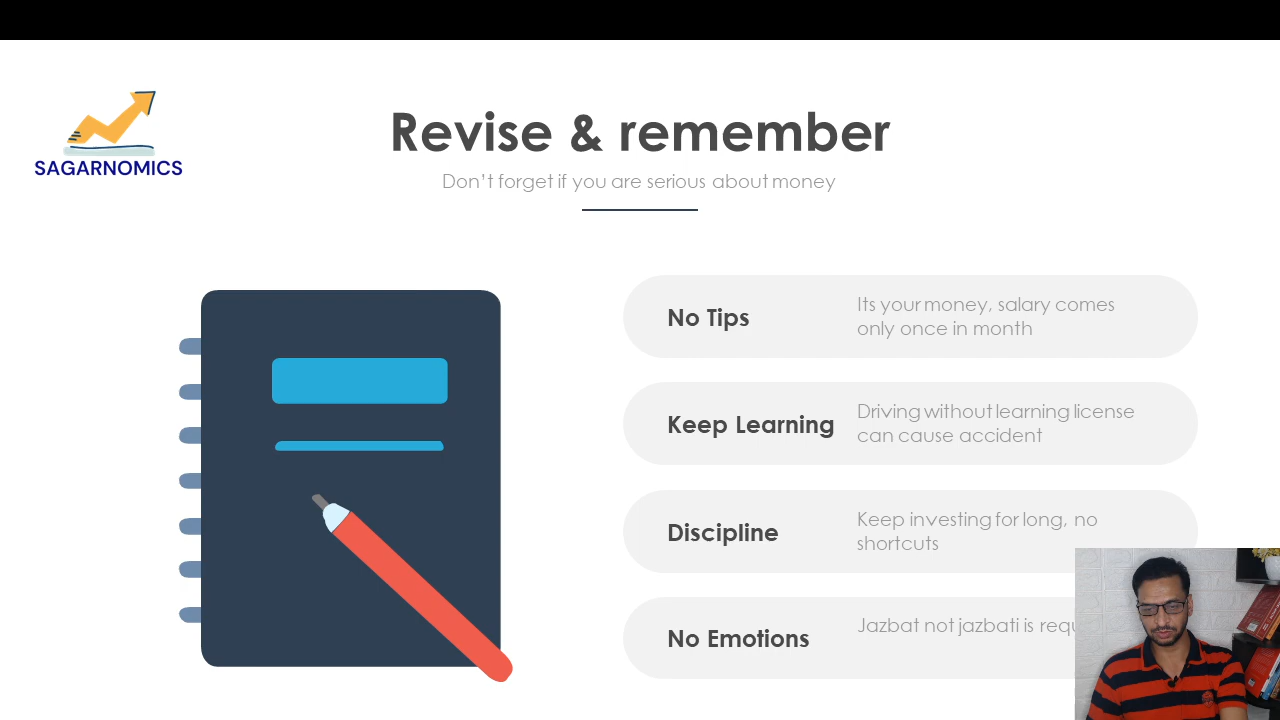 SAGARNOMICS
Revise & remember
Don't forget if you are serious about money
No Tips
Its your money, salary comes
only once in month
Keep Learning
Driving without learning license
can cause accident
Discipline
Keep investing for long, no
shortcuts
No Emotions
Jazbat not jazbati is